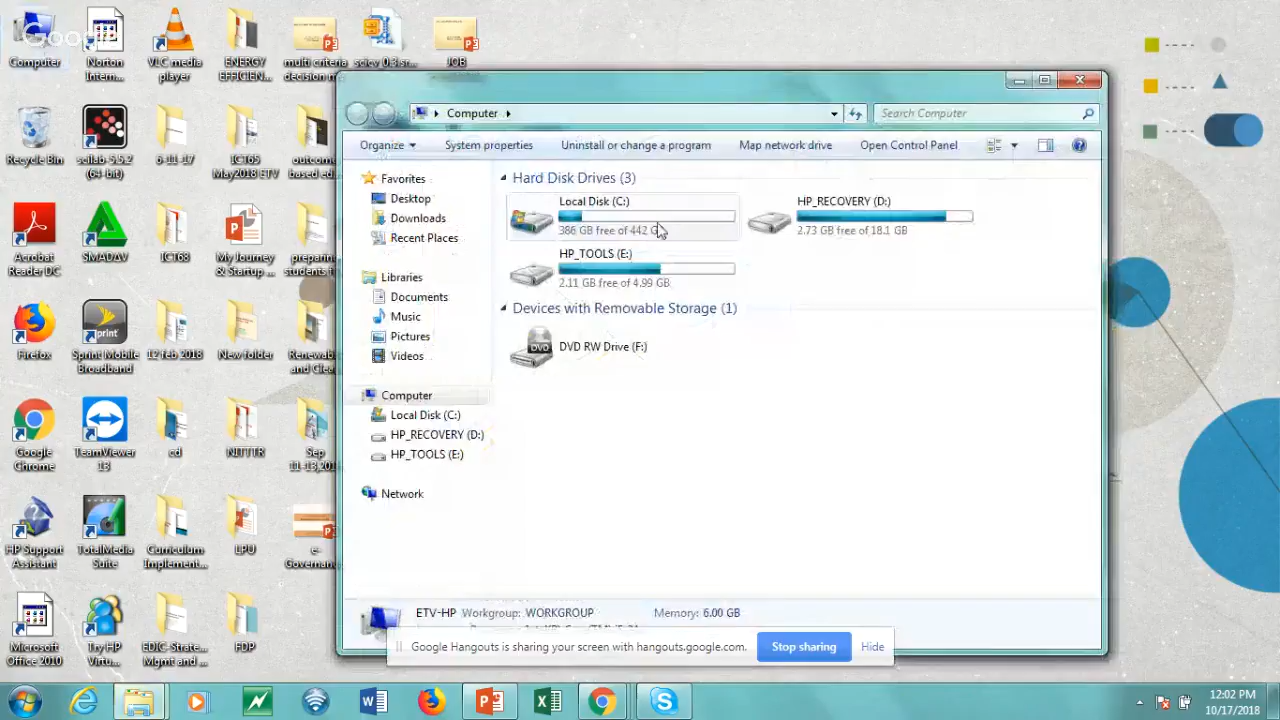 Google
Computer
Norton
Intern...
VLC media
player
ENERGY
EFFICIEN...
multi criteria
decision m...
scicv_0.3.sr...
JOB
Recycle Bin
scilab-5.5.2
(64-bit)
6-11-17
ICT65
May2018 ETV
outcome
based ed...
Acrobat
Reader DC
SMADAV
ICT68
My Journey
& Startup ...
preparing
students f...
Firefox
Sprint Mobile
Broadband
12 feb 2018
New folder
Renewab...
and Clea...
Google
Chrome
TeamViewer
13
cd
NITTTR
Sep
11-13,201...
HP Support
Assistant
TotalMedia
Suite
Curriculum
Implement...
LPU
e-
Governan...
Microsoft
Office 2010
Try HP
Virtu...
EDIC-Strate...
Mgmt and ...
FDP
Computer
Search Computer
Organize
System properties
Uninstall or change a program
Map network drive
Open Control Panel
Favorites
Desktop
Downloads
Recent Places
Libraries
Documents
Music
Pictures
Videos
Computer
Local Disk (C:)
HP_RECOVERY (D:)
HP_TOOLS (E:)
Network
Hard Disk Drives (3)
Local Disk (C:)
386 GB free of 442
HP_RECOVERY (D:)
2.73 GB free of 18.1 GB
HP_TOOLS (E:)
2.11 GB free of 4.99 GB
Devices with Removable Storage (1)
DVD
DVD RW Drive (F:)
ETV-HP Workgroup: WORKGROUP Memory: 6.00 GB
Google Hangouts is sharing your screen with hangouts.google.com.
Stop sharing
Hide
12:02 PM
10/17/2018